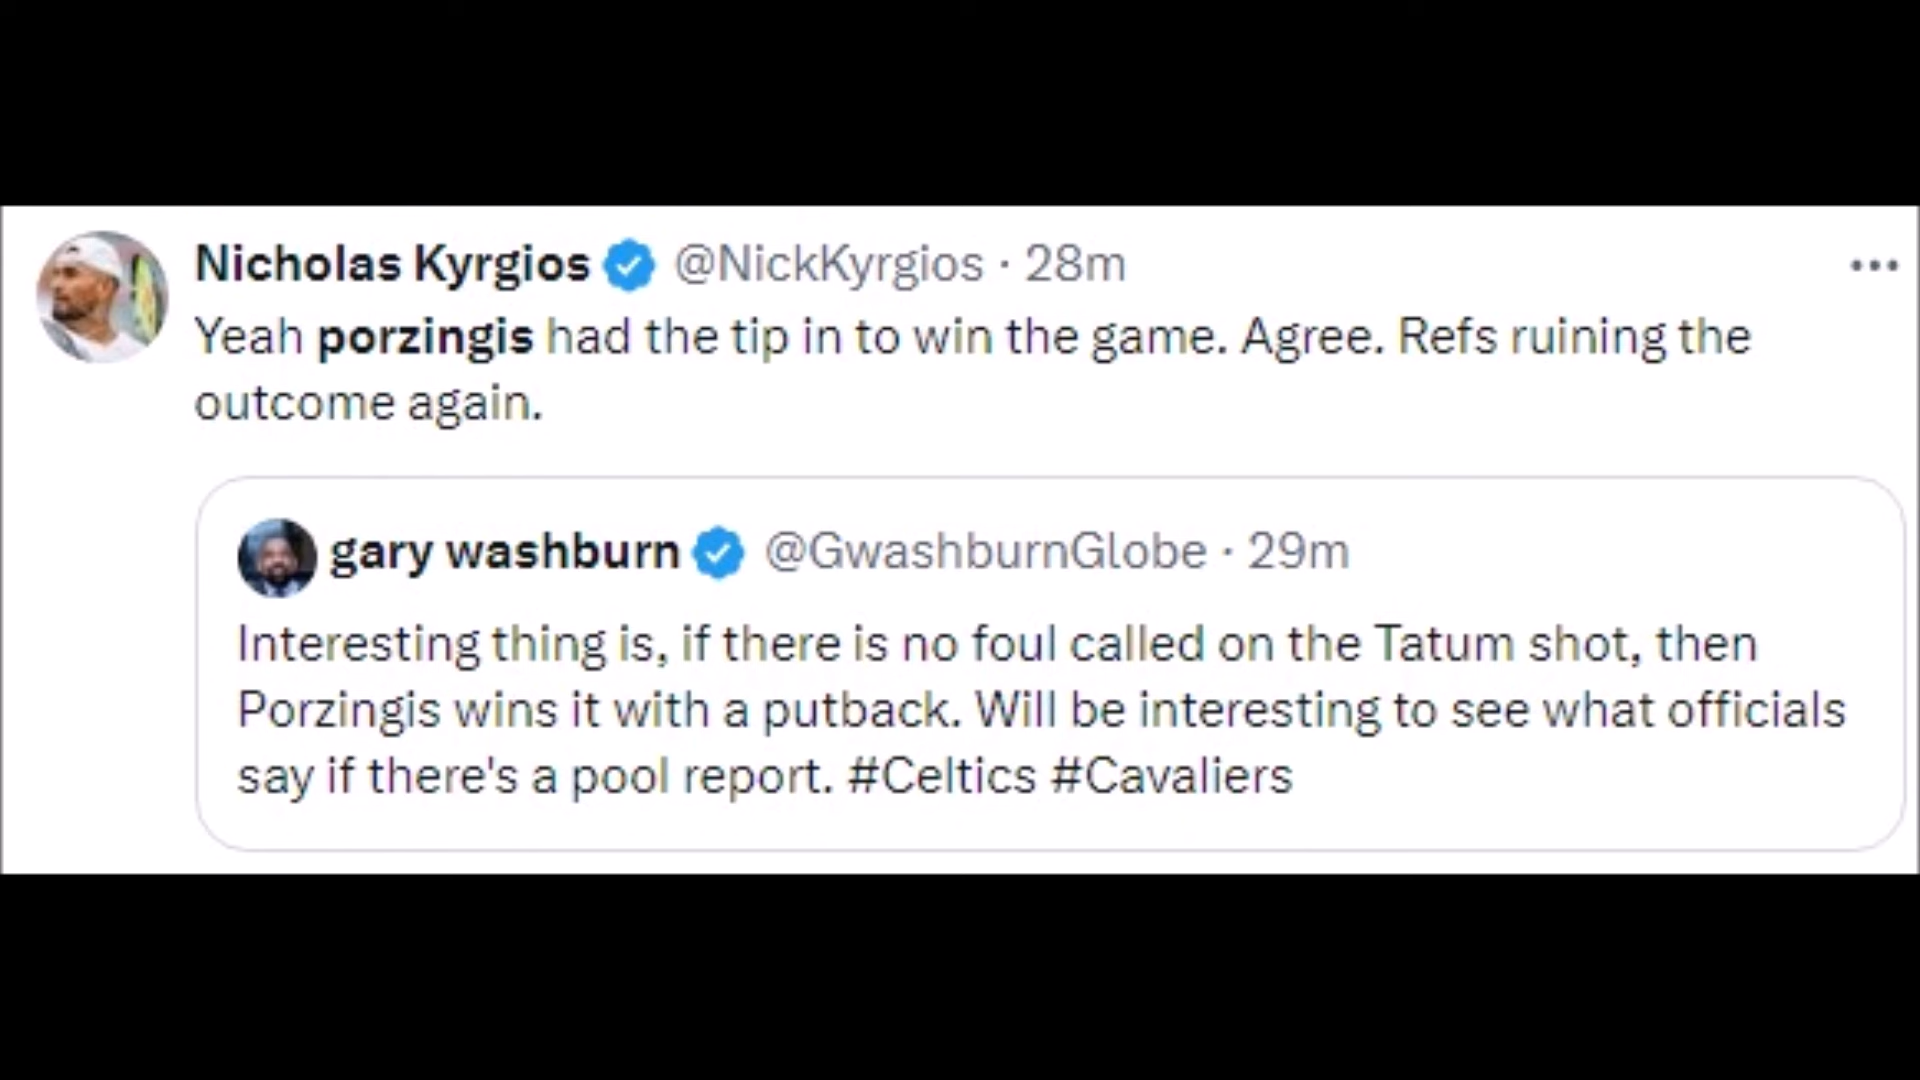 Nicholas Kyrgios @NickKyrgios · 28m
Yeah porzingis had the tip in to win the game. Agree. Refs ruining the
outcome again.
gary washburn @GwashburnGlobe · 29m
Interesting thing is, if there is no foul called on the Tatum shot, then
Porzingis wins it with a putback. Will be interesting to see what officials
say if there's a pool report. #Celtics #Cavaliers